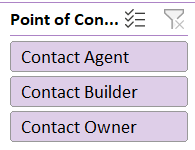 Point of Con...
Contact Agent
Contact Builder
Contact Owner